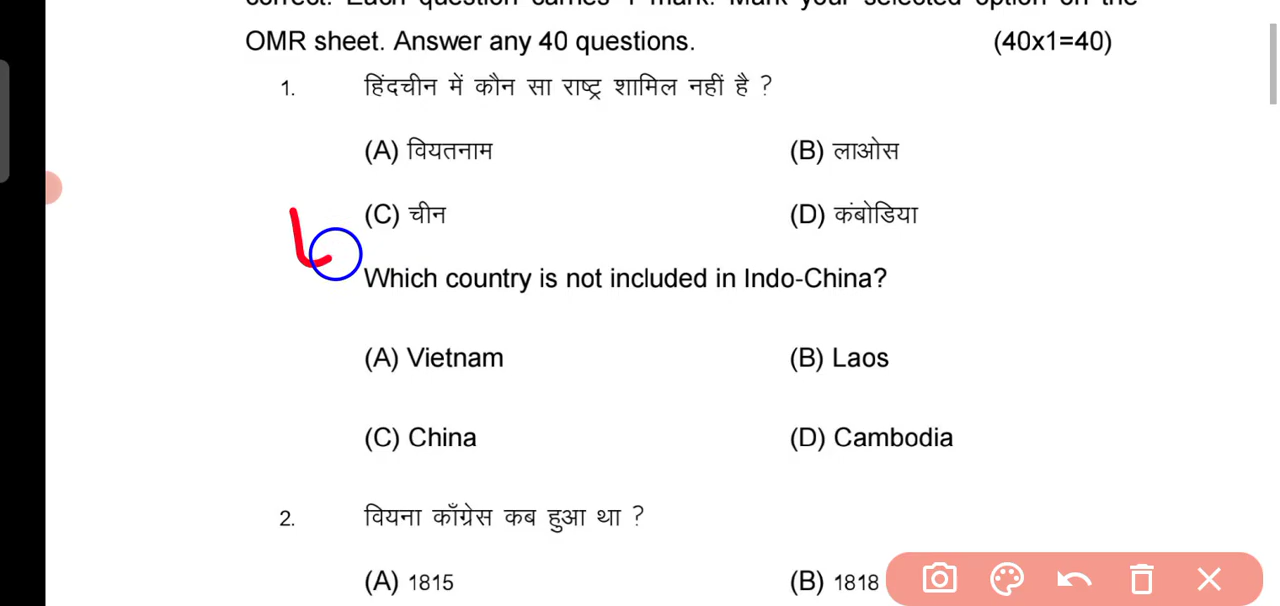 OMR sheet. Answer any 40 questions. (40x1=40)
1. हिंदचीन में कौन सा राष्ट्र शामिल नहीं है ?
(A) वियतनाम (B) लाओस
(C) चीन (D) कंबोडिया
Which country is not included in Indo-China?
(A) Vietnam (B) Laos
(C) China (D) Cambodia
2. वियना काँग्रेस कब हुआ था ?
(A) 1815 (B) 1818